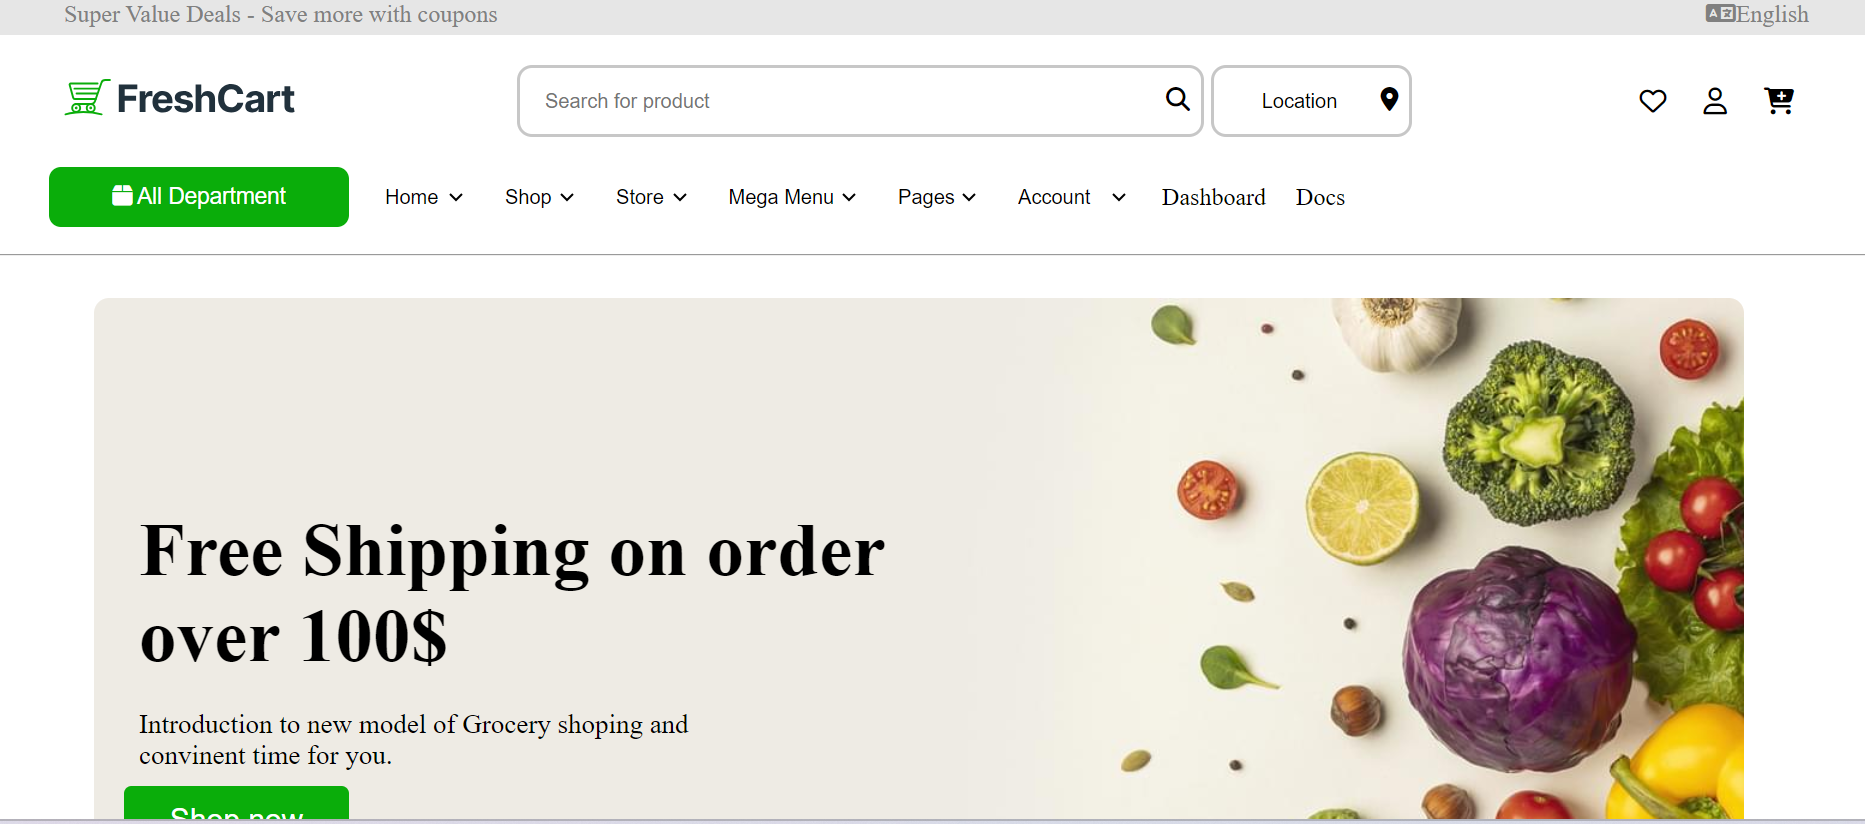 Super Value Deals - Save more with coupons
English
FreshCart
Search for product
Location
All Department
Home
Shop
Store
Mega Menu
Pages
Account
Dashboard
Docs
Free Shipping on order
over 100$
Introduction to new model of Grocery shoping and
convinent time for you.
Shop now